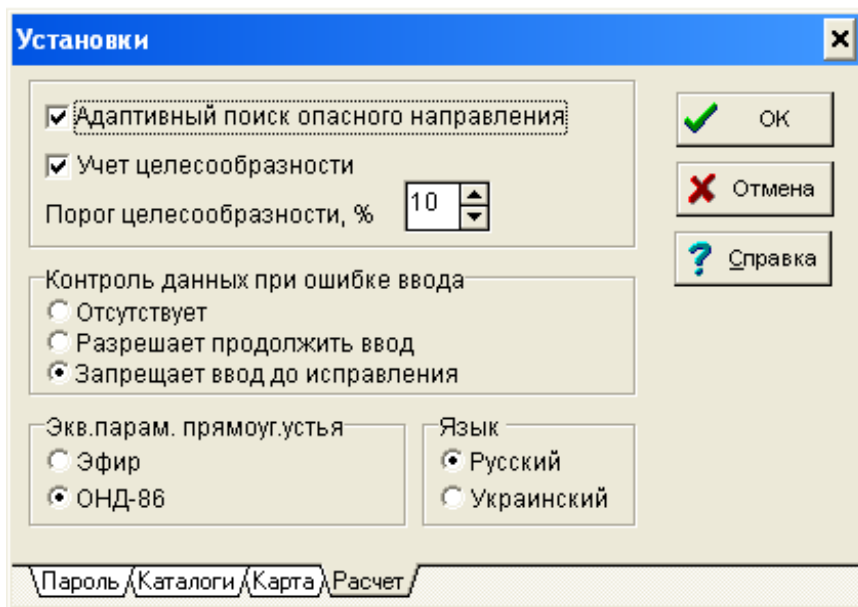 Установки
Адаптивный поиск опасного направления
Учет целесообразности
Порог целесообразности, % 10
Контроль данных при ошибке ввода
Отсутствует
Разрешает продолжить ввод
Запрещает ввод до исправления
Экв.парам. прямоуг.устья
Эфир
ОНД-86
Язык
Русский
Украинский
ОК
Отмена
Справка
Пароль Каталоги Карта Расчет